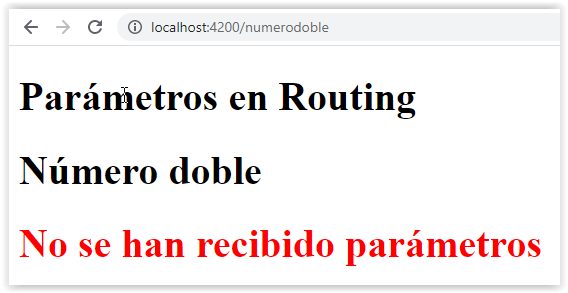 localhost:4200/numerodoble
Parámetros en Routing
Número doble
No se han recibido parámetros